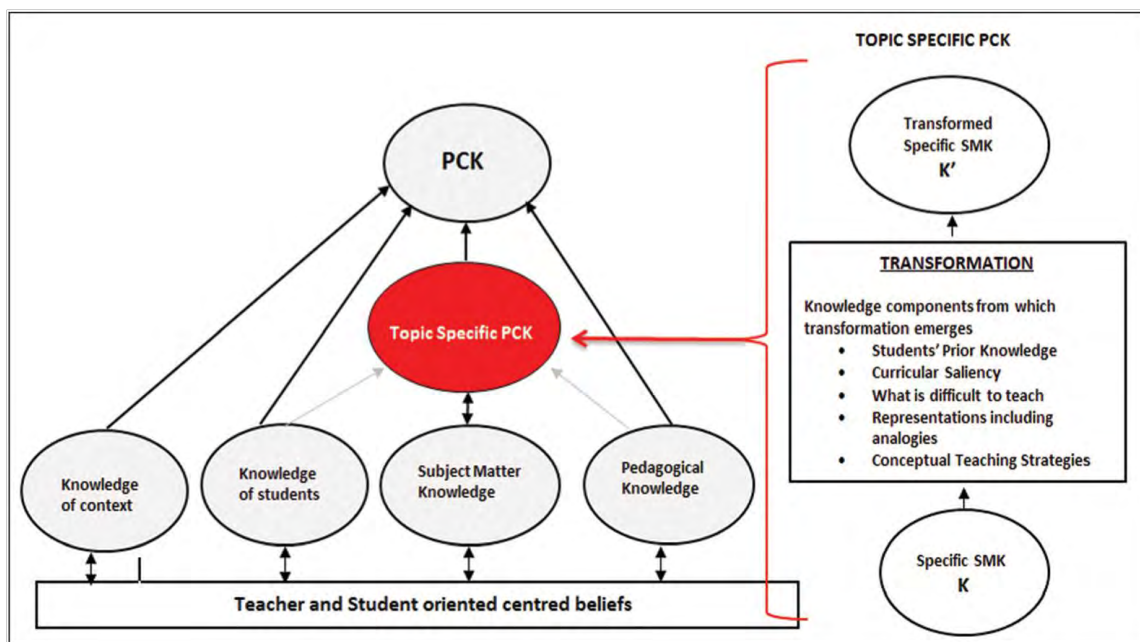 PCK
Topic Specific PCK
Knowledge
of context
Knowledge
of students
Subject Matter
Knowledge
Pedagogical
Knowledge
Teacher and Student oriented centred beliefs
TOPIC SPECIFIC PCK
Transformed
Specific SMK
K’
TRANSFORMATION
Knowledge components from which
transformation emerges
• Students’ Prior Knowledge
• Curricular Saliency
• What is difficult to teach
• Representations including
analogies
• Conceptual Teaching Strategies
Specific SMK
K